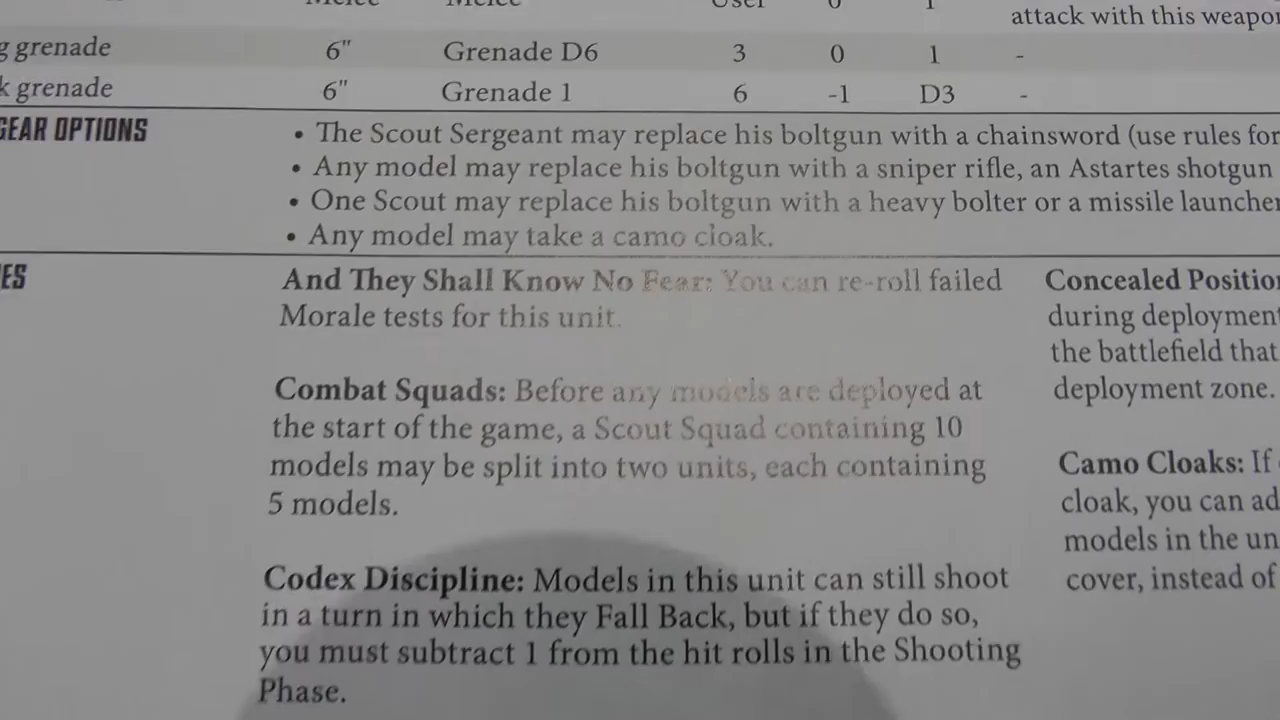 Melee Melee User 0 1
attack with this weapon
g grenade 6" Grenade D6 3 0 1 -
k grenade 6" Grenade 1 6 -1 D3 -
GEAR OPTIONS
• The Scout Sergeant may replace his boltgun with a chainsword (use rules for
• Any model may replace his boltgun with a sniper rifle, an Astartes shotgun
• One Scout may replace his boltgun with a heavy bolter or a missile launcher
• Any model may take a camo cloak.
ES
And They Shall Know No Fear: You can re-roll failed
Morale tests for this unit.
Combat Squads: Before any models are deployed at
the start of the game, a Scout Squad containing 10
models may be split into two units, each containing
5 models.
Codex Discipline: Models in this unit can still shoot
in a turn in which they Fall Back, but if they do so,
you must subtract 1 from the hit rolls in the Shooting
Phase.
Concealed Position
during deployment
the battlefield that
deployment zone.
Camo Cloaks: If
cloak, you can ad
models in the un
cover, instead of